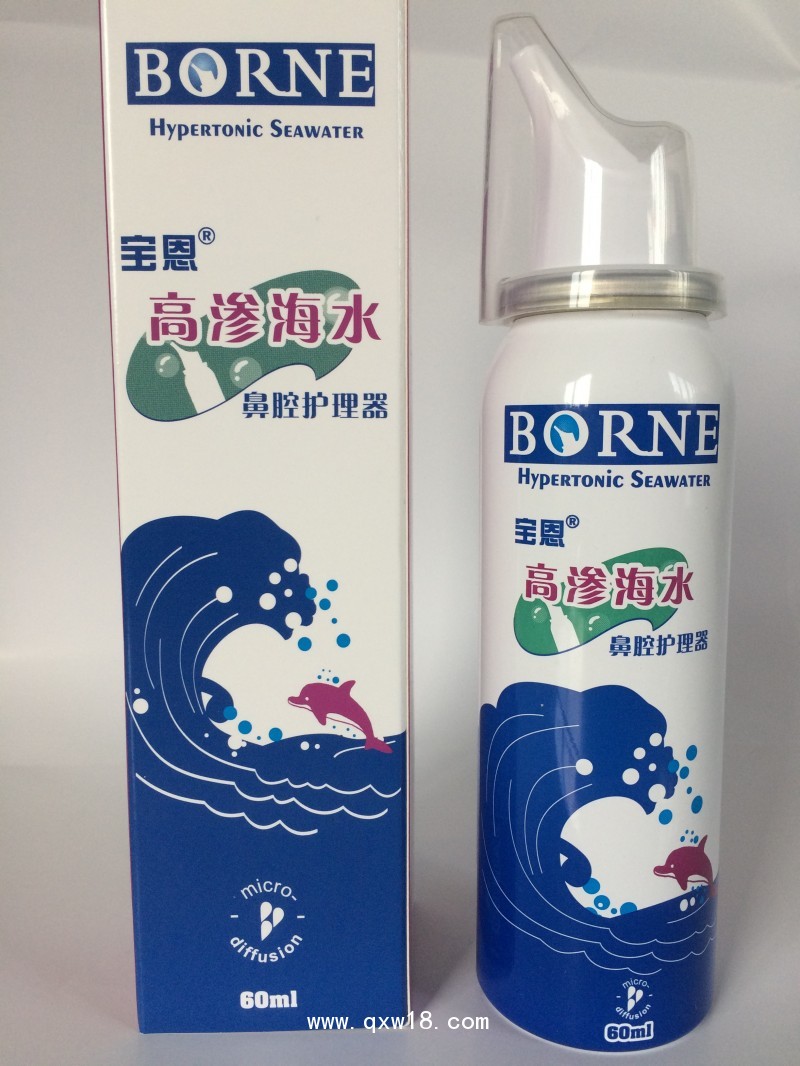 BORNE
Hypertonic Seawater
宝恩®
高渗海水
鼻腔护理器
micro-
diffusion
60ml
BORNE
Hypertonic Seawater
宝恩®
高渗海水
鼻腔护理器
micro-
diffusion
60ml
www.qxw18.com